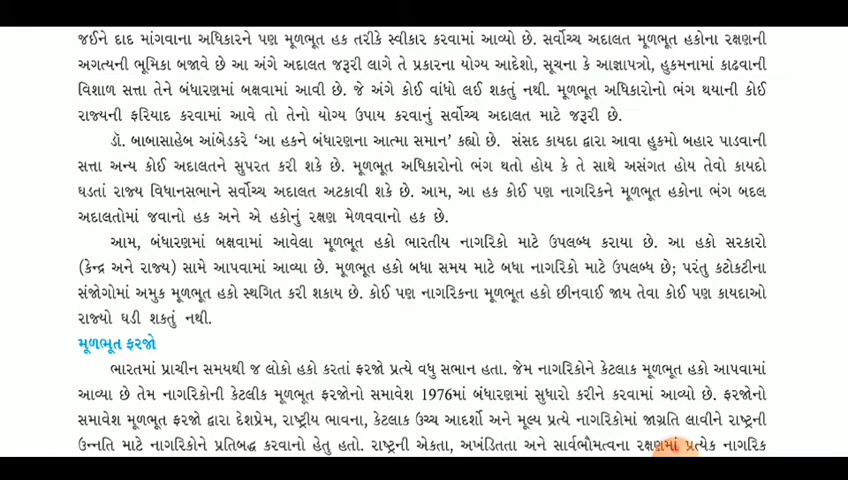 જઈને દાદ માંગવાના અધિકારને પણ મૂળભૂત હક તરીકે સ્વીકાર કરવામાં આવ્યો છે. સર્વોચ્ચ અદાલત મૂળભૂત હકોના રક્ષણની
અગત્યની ભૂમિકા બજાવે છે આ અંગે અદાલત જરૂરી લાગે તે પ્રકારના યોગ્ય આદેશો, સૂચના કે આજ્ઞાપત્રો, હુકમનામાં કાઢવાની
વિશાળ સત્તા તેને બંધારણમાં બક્ષવામાં આવી છે. જે અંગે કોઈ વાંધો લઈ શકતું નથી. મૂળભૂત અધિકારોનો ભંગ થયાની કોઈ
રાજ્યની ફરિયાદ કરવામાં આવે તો તેનો યોગ્ય ઉપાય કરવાનું સર્વોચ્ચ અદાલત માટે જરૂરી છે.
ડૉ. બાબાસાહેબ આંબેડકરે ‘આ હકને બંધારણના આત્મા સમાન’ કહ્યો છે. સંસદ કાયદા દ્વારા આવા હુકમો બહાર પાડવાની
સત્તા અન્ય કોઈ અદાલતને સુપરત કરી શકે છે. મૂળભૂત અધિકારોનો ભંગ થતો હોય કે તે સાથે અસંગત હોય તેવો કાયદો
ઘડતાં રાજ્ય વિધાનસભાને સર્વોચ્ચ અદાલત અટકાવી શકે છે. આમ, આ હક કોઈ પણ નાગરિકને મૂળભૂત હકોના ભંગ બદલ
અદાલતોમાં જવાનો હક અને એ હકોનું રક્ષણ મેળવવાનો હક છે.
આમ, બંધારણમાં બક્ષવામાં આવેલા મૂળભૂત હકો ભારતીય નાગરિકો માટે ઉપલબ્ધ કરાયા છે. આ હકો સરકારો
(કેન્દ્ર અને રાજ્ય) સામે આપવામાં આવ્યા છે. મૂળભૂત હકો બધા સમય માટે બધા નાગરિકો માટે ઉપલબ્ધ છે; પરંતુ કટોકટીના
સંજોગોમાં અમુક મૂળભૂત હકો સ્થગિત કરી શકાય છે. કોઈ પણ નાગરિકના મૂળભૂત હકો છીનવાઈ જાય તેવા કોઈ પણ કાયદાઓ
રાજ્યો ઘડી શકતું નથી.
મૂળભૂત ફરજો
ભારતમાં પ્રાચીન સમયથી જ લોકો હકો કરતાં ફરજો પ્રત્યે વધુ સભાન હતા. જેમ નાગરિકોને કેટલાક મૂળભૂત હકો આપવામાં
આવ્યા છે તેમ નાગરિકોની કેટલીક મૂળભૂત ફરજોનો સમાવેશ 1976માં બંધારણમાં સુધારો કરીને કરવામાં આવ્યો છે. ફરજોનો
સમાવેશ મૂળભૂત ફરજો દ્વારા દેશપ્રેમ, રાષ્ટ્રીય ભાવના, કેટલાક ઉચ્ચ આદર્શો અને મૂલ્ય પ્રત્યે નાગરિકોમાં જાગ્રતિ લાવીને રાષ્ટ્રની
ઉન્નતિ માટે નાગરિકોને પ્રતિબદ્ધ કરવાનો હેતુ હતો. રાષ્ટ્રની એકતા, અખંડિતતા અને સાર્વભૌમત્વના રક્ષણમાં પ્રત્યેક નાગરિક